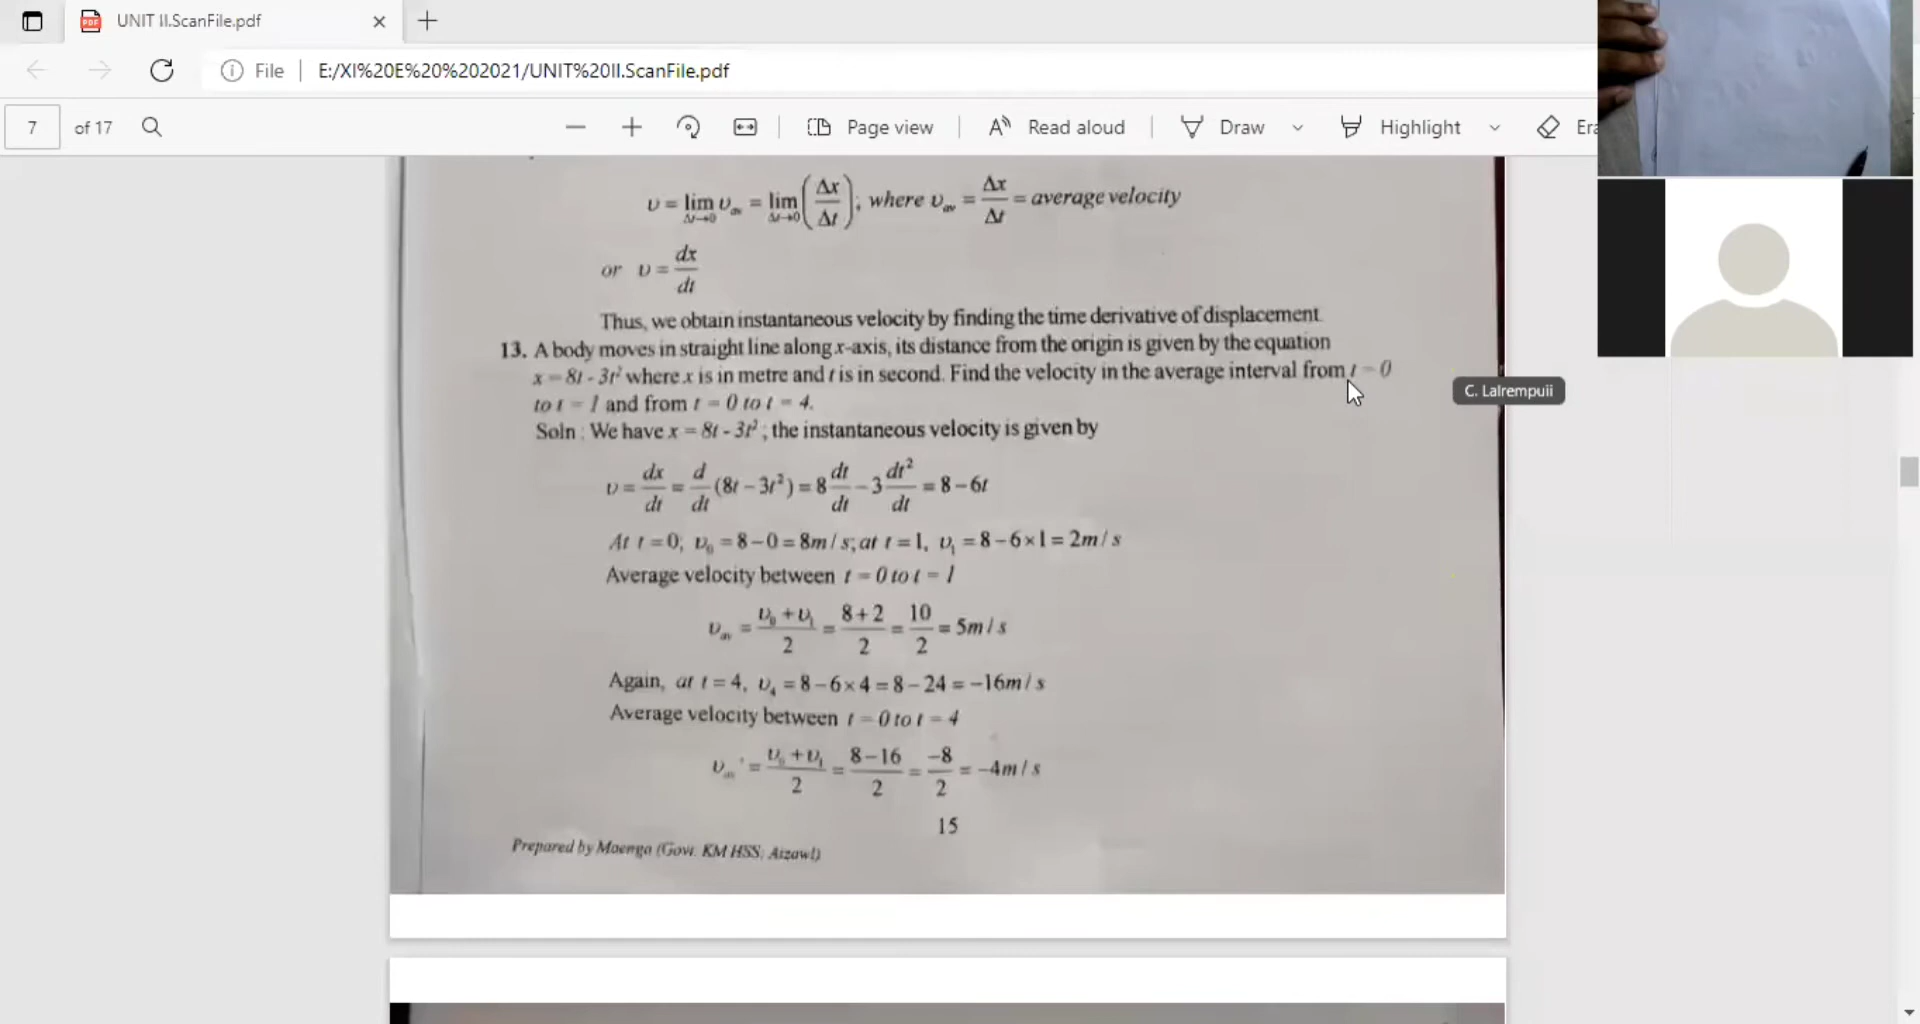 UNIT II.ScanFile.pdf
File
E:/XI%20E%20%202021/UNIT%20II.ScanFile.pdf
7 of 17
Page view
Read aloud
Draw
Highlight
υ = lim Δt→0 υav = lim Δt→0 (Δx/Δt); where υav = Δx/Δt = average velocity
or υ = dx/dt
Thus, we obtain instantaneous velocity by finding the time derivative of displacement.
13. A body moves in straight line along x-axis, its distance from the origin is given by the equation
x = 8t - 3t² where x is in metre and t is in second. Find the velocity in the average interval from t = 0
to t = 1 and from t = 0 to t = 4.
Soln : We have x = 8t - 3t² ; the instantaneous velocity is given by
υ = dx/dt = d/dt (8t – 3t²) = 8 dt/dt – 3 dt²/dt = 8 – 6t
At t = 0, υ₀ = 8 – 0 = 8m / s; at t = 1, υ₁ = 8 – 6 × 1 = 2m / s
Average velocity between t = 0 to t = 1
υav = υ₀ + υ₁/2 = 8 + 2/2 = 10/2 = 5m / s
Again, at t = 4, υ₄ = 8 – 6 × 4 = 8 – 24 = –16m / s
Average velocity between t = 0 to t = 4
υav' = υ₀ + υ₁/2 = 8 – 16/2 = –8/2 = –4m / s
15
Prepared by Maenga (Govt. KM HSS; Aizawl)
C. Lalrempuii